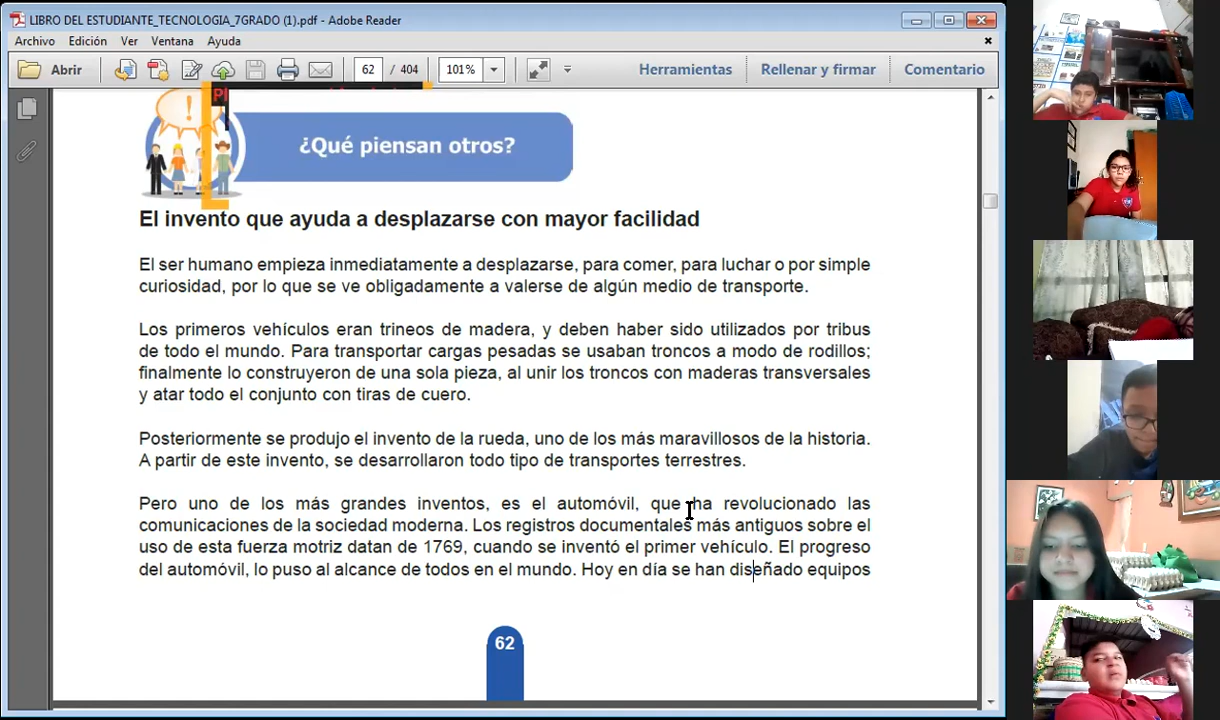 LIBRO DEL ESTUDIANTE_TECNOLOGIA_7GRADO (1).pdf - Adobe Reader
Archivo Edición Ver Ventana Ayuda
Abrir 62 / 404 101% Herramientas Rellenar y firmar Comentario
¿Qué piensan otros?
El invento que ayuda a desplazarse con mayor facilidad
El ser humano empieza inmediatamente a desplazarse, para comer, para luchar o por simple
curiosidad, por lo que se ve obligadamente a valerse de algún medio de transporte.
Los primeros vehículos eran trineos de madera, y deben haber sido utilizados por tribus
de todo el mundo. Para transportar cargas pesadas se usaban troncos a modo de rodillos;
finalmente lo construyeron de una sola pieza, al unir los troncos con maderas transversales
y atar todo el conjunto con tiras de cuero.
Posteriormente se produjo el invento de la rueda, uno de los más maravillosos de la historia.
A partir de este invento, se desarrollaron todo tipo de transportes terrestres.
Pero uno de los más grandes inventos, es el automóvil, que ha revolucionado las
comunicaciones de la sociedad moderna. Los registros documentales más antiguos sobre el
uso de esta fuerza motriz datan de 1769, cuando se inventó el primer vehículo. El progreso
del automóvil, lo puso al alcance de todos en el mundo. Hoy en día se han diseñado equipos
62